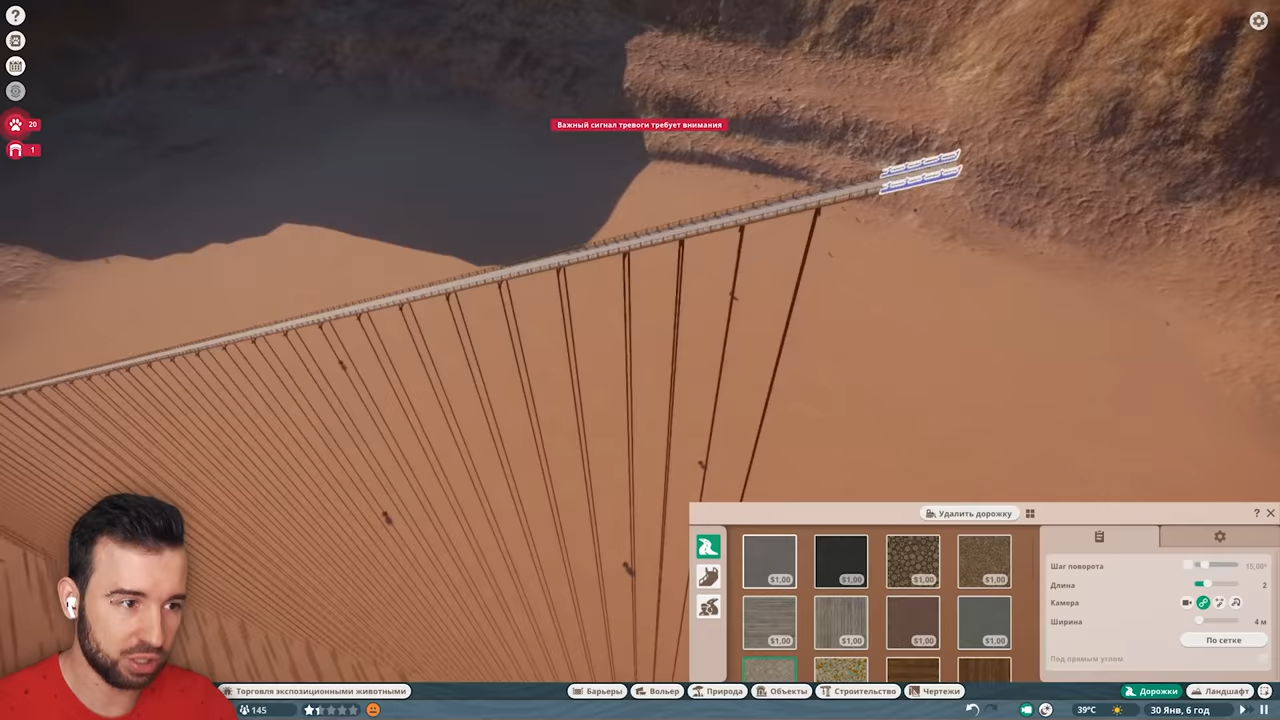 ?
20
1
Важный сигнал тревоги требует внимания
Удалить дорожку
?
$1,00
$1,00
$1,00
$1,00
$1,00
$1,00
$1,00
$1,00
Шаг поворота
15,00°
Длина
2
Камера
Ширина
4 м
По сетке
Под прямым углом
Торговля экспозиционными животными
Барьеры
Вольер
Природа
Объекты
Строительство
Чертежи
Дорожки
Ландшафт
145
39°C
30 Янв, 6 год